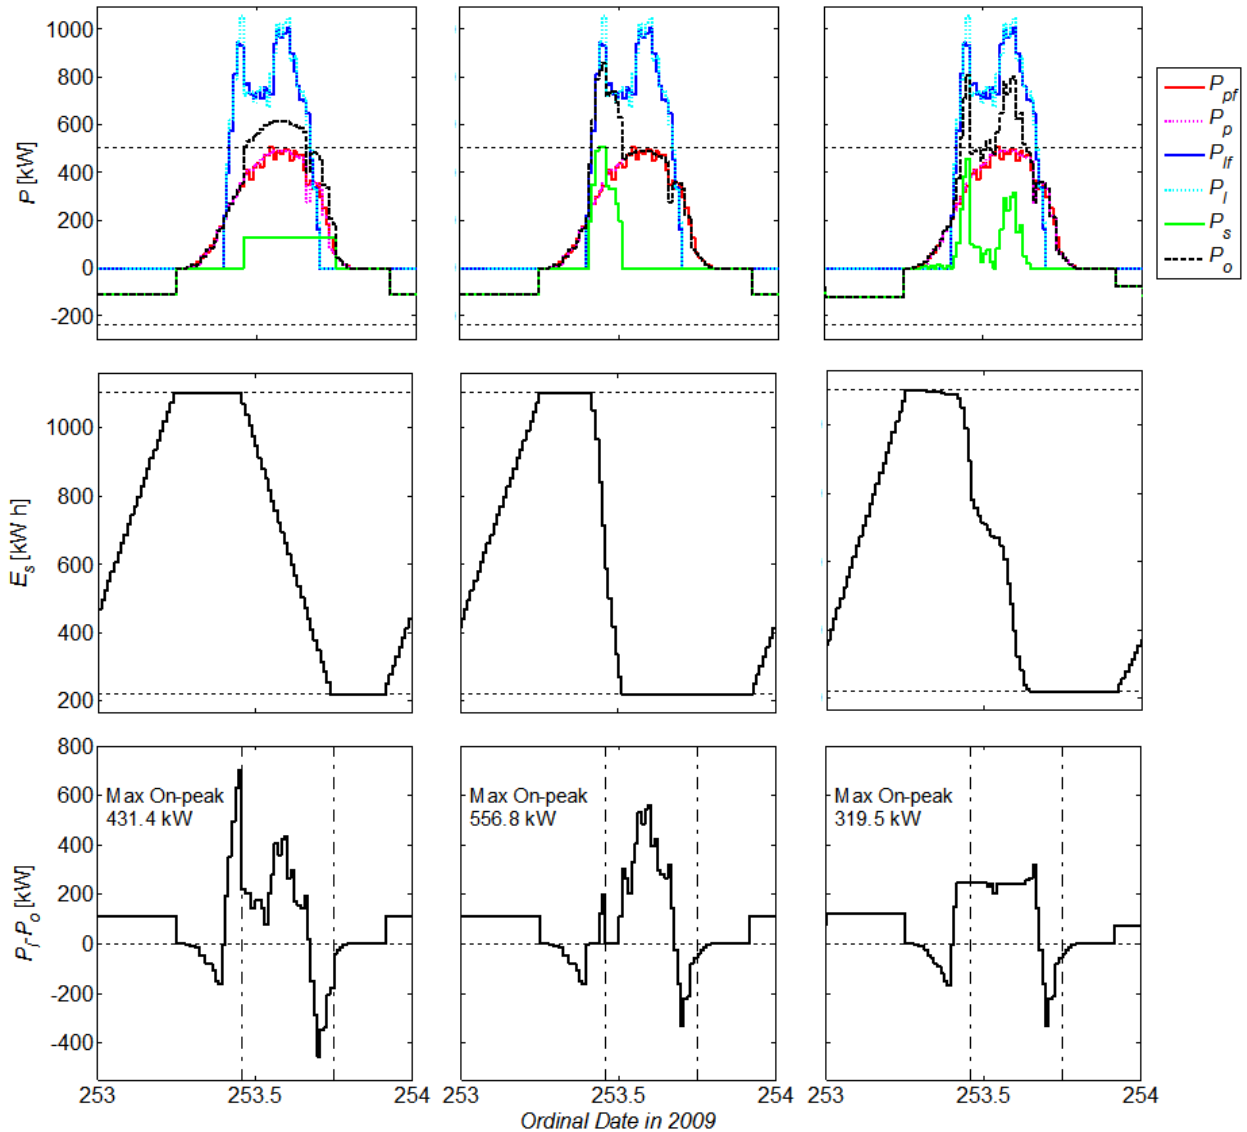 P [kW]
1000
800
600
400
200
0
-200
P_pf
P_p
P_lf
P_l
P_s
P_o
E_s [kW h]
1000
800
600
400
200
P_l-P_o [kW]
800
600
400
200
0
-200
-400
Max On-peak
431.4 kW
Max On-peak
556.8 kW
Max On-peak
319.5 kW
253 253.5 254 253.5 254 253.5 254
Ordinal Date in 2009